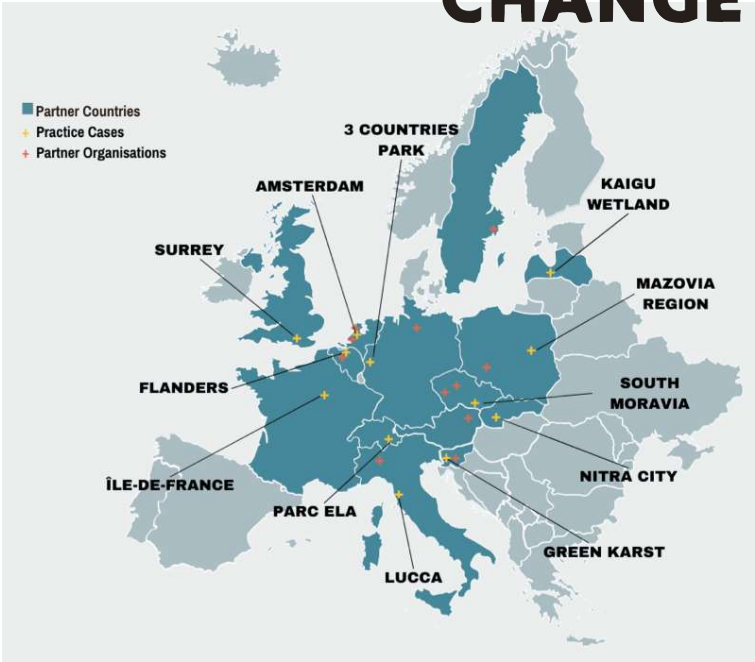 CHANGE
Partner Countries
Practice Cases
Partner Organisations
3 COUNTRIES
PARK
AMSTERDAM
KAIGU
WETLAND
SURREY
MAZOVIA
REGION
FLANDERS
SOUTH
MORAVIA
ÎLE-DE-FRANCE
NITRA CITY
PARC ELA
GREEN KARST
LUCCA